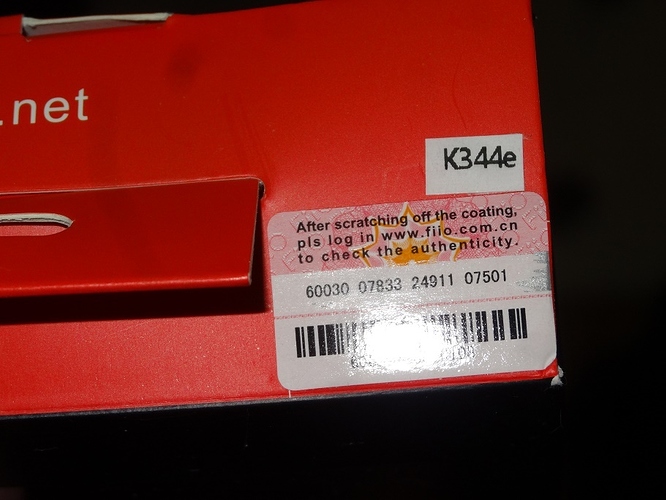 .net
K344e
After scratching off the coating,
pls log in www.fiio.com.cn
to check the authenticity.
60030 07833 24911 07501